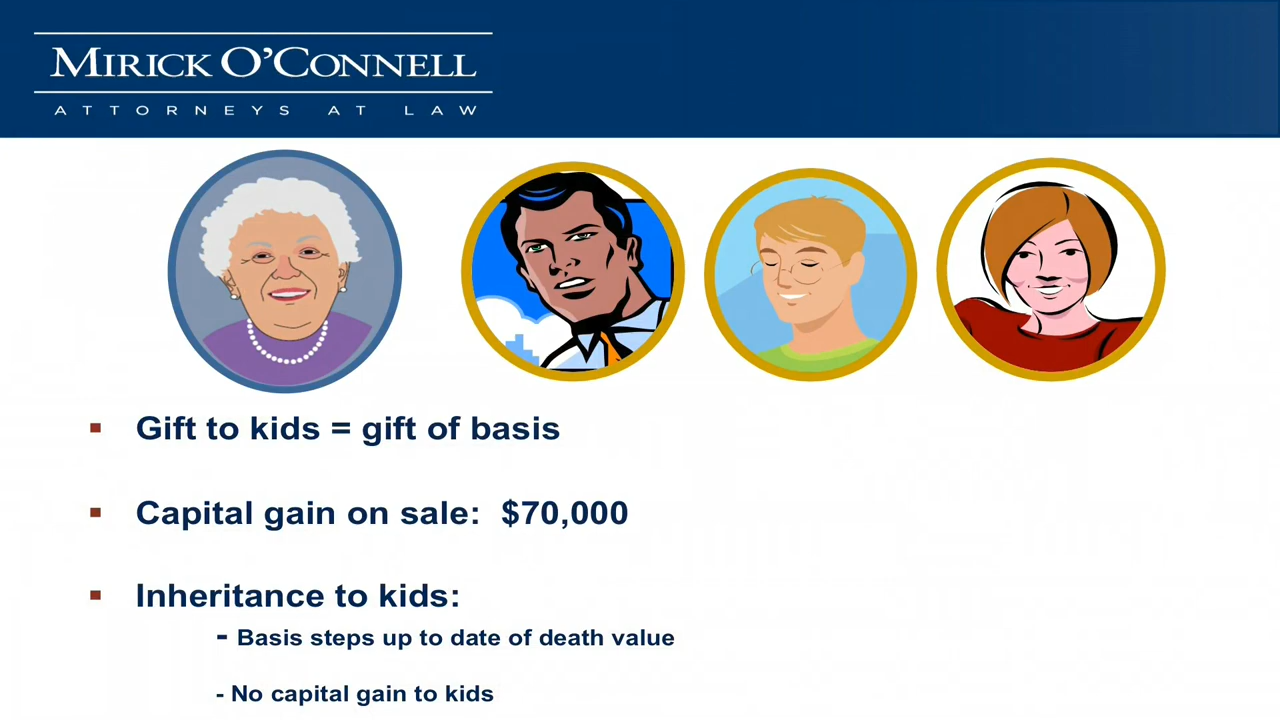 MIRICK O'CONNELL
ATTORNEYS AT LAW
▪ Gift to kids = gift of basis
▪ Capital gain on sale: $70,000
▪ Inheritance to kids:
- Basis steps up to date of death value
- No capital gain to kids